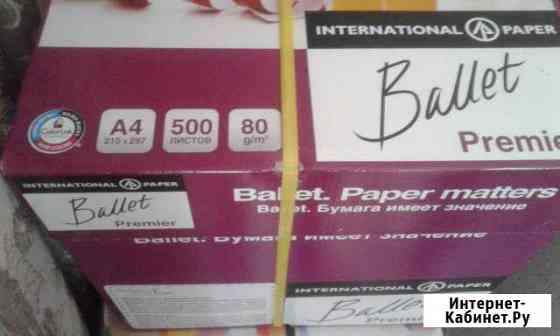 INTERNATIONAL PAPER
Ballet
Premie
ColorLok
A4
210 x 297
500
ЛИСТОВ
80
g/m²
INTERNATIONAL PAPER
Ballet
Premier
Ballet. Paper matters
Ballet. Бумага имеет значение
Ballet. Бумага имеет значение
INTERNATIONAL PAPER
Ballet
Интернет-
Кабинет.Ру